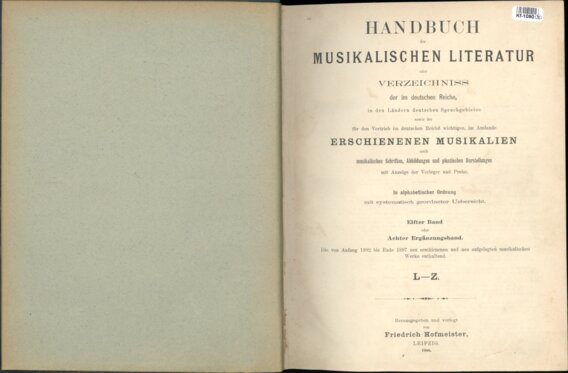 KT-1090
HANDBUCH
der
MUSIKALISCHEN LITERATUR
oder
VERZEICHNISS
der im deutschen Reiche,
in den Ländern deutschen Sprachgebietes
sowie der
für den Vertrieb im deutschen Reiche wichtigen, im Auslande
ERSCHIENENEN MUSIKALIEN
auch
musikalischen Schriften, Abbildungen und plastischen Darstellungen
mit Anzeige der Verleger und Preise.
In alphabetischer Ordnung
mit systematisch geordneter Uebersicht.
Elfter Band
oder
Achter Ergänzungsband.
Die von Anfang 1892 bis Ende 1897 neu erschienenen und neu aufgelegten musikalischen
Werke enthaltend.
L—Z.
Herausgegeben und verlegt
von
Friedrich Hofmeister,
LEIPZIG.